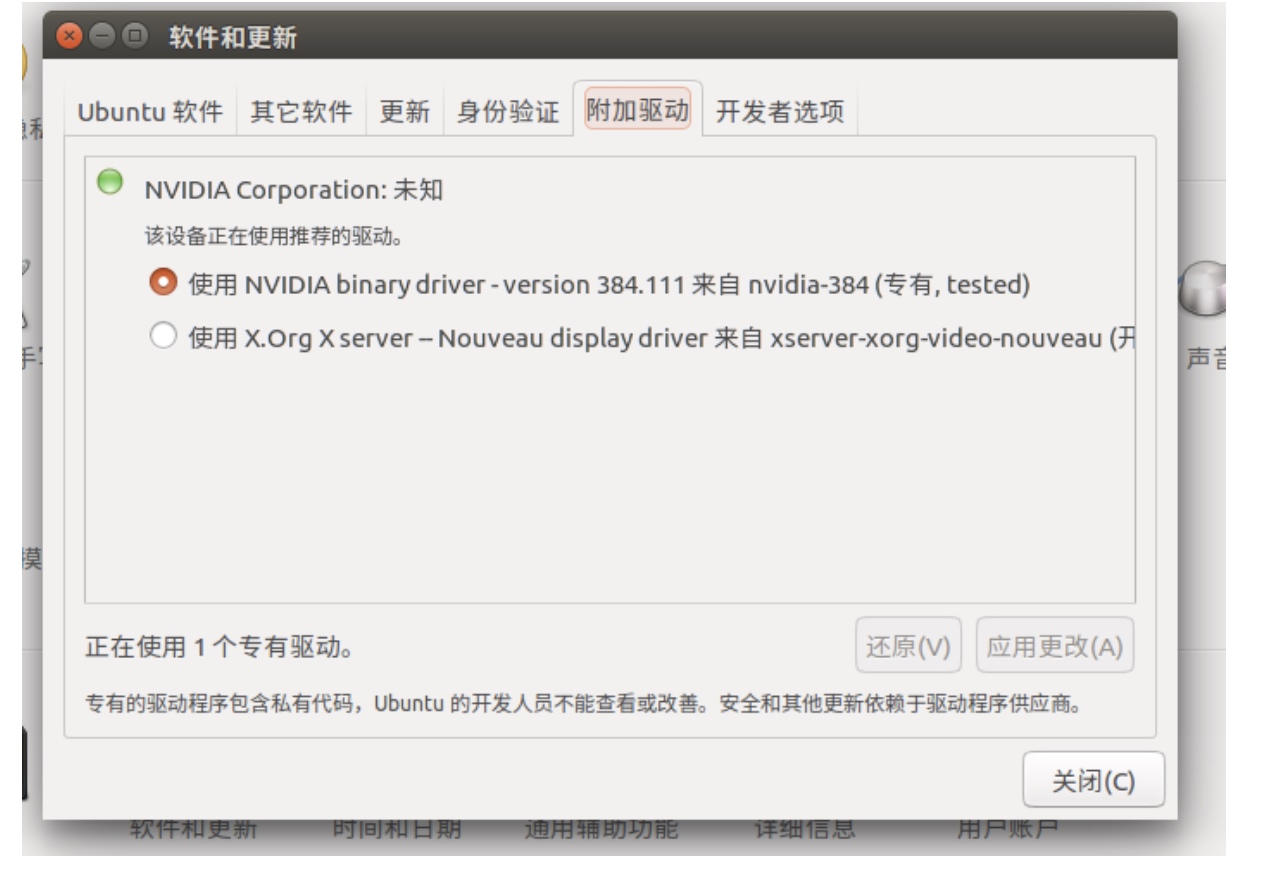 软件和更新
Ubuntu 软件 其它软件 更新 身份验证 附加驱动 开发者选项
NVIDIA Corporation: 未知
该设备正在使用推荐的驱动。
使用 NVIDIA binary driver - version 384.111 来自 nvidia-384 (专有, tested)
使用 X.Org X server -- Nouveau display driver 来自 xserver-xorg-video-nouveau (开
声音
模
正在使用 1 个专有驱动。
还原(V) 应用更改(A)
专有的驱动程序包含私有代码，Ubuntu 的开发人员不能查看或改善。安全和其他更新依赖于驱动程序供应商。
关闭(C)
软件和更新 时间和日期 通用辅助功能 详细信息 用户账户